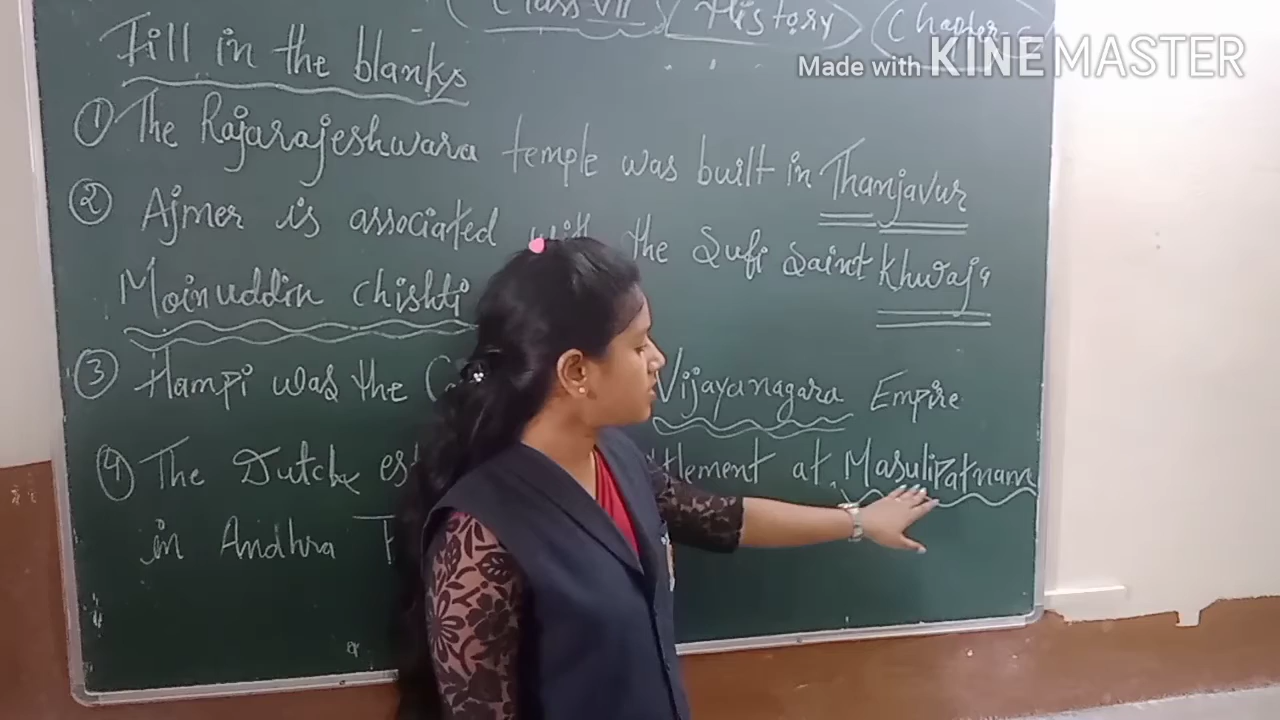 Class VII History Chapter-6
Made with KINEMASTER
Fill in the blanks
① The Rajarajeshwara temple was built in Thanjavur
② Ajmer is associated with the Sufi Saint Khwaja
Moinuddin Chishti
③ Hampi was the Vijayanagara Empire
④ The Dutch at Masulipatnam
in Andhra